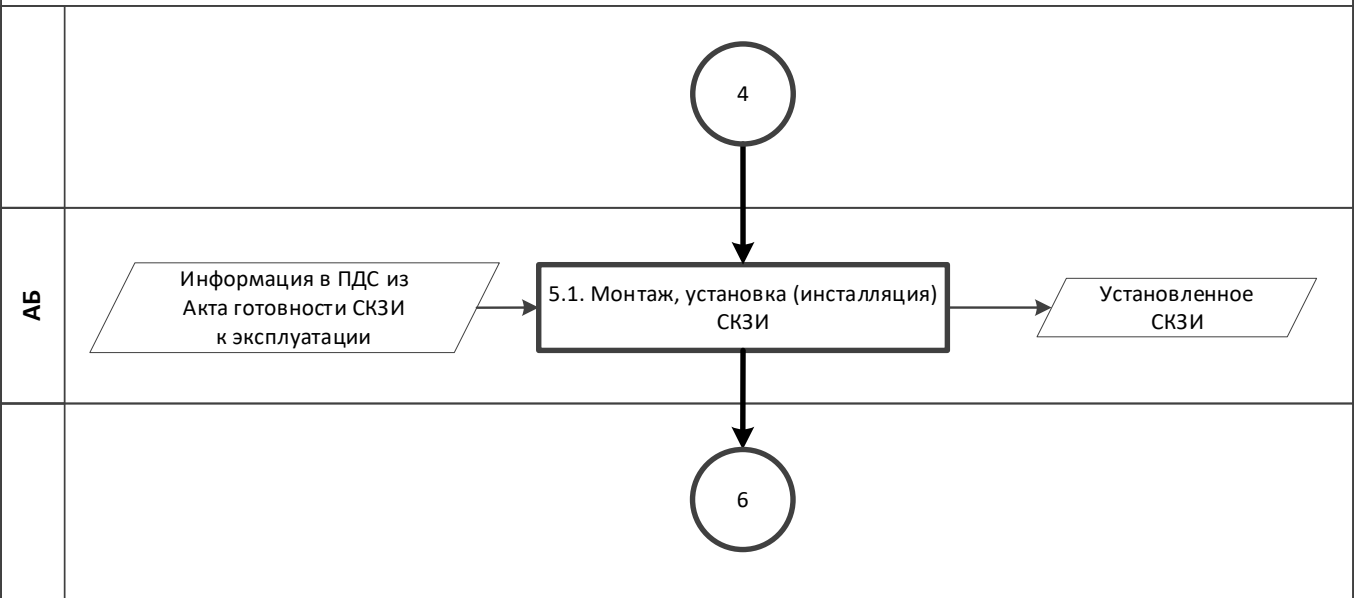 4
АБ
Информация в ПДС из
Акта готовности СКЗИ
к эксплуатации
5.1. Монтаж, установка (инсталляция)
СКЗИ
Установленное
СКЗИ
6